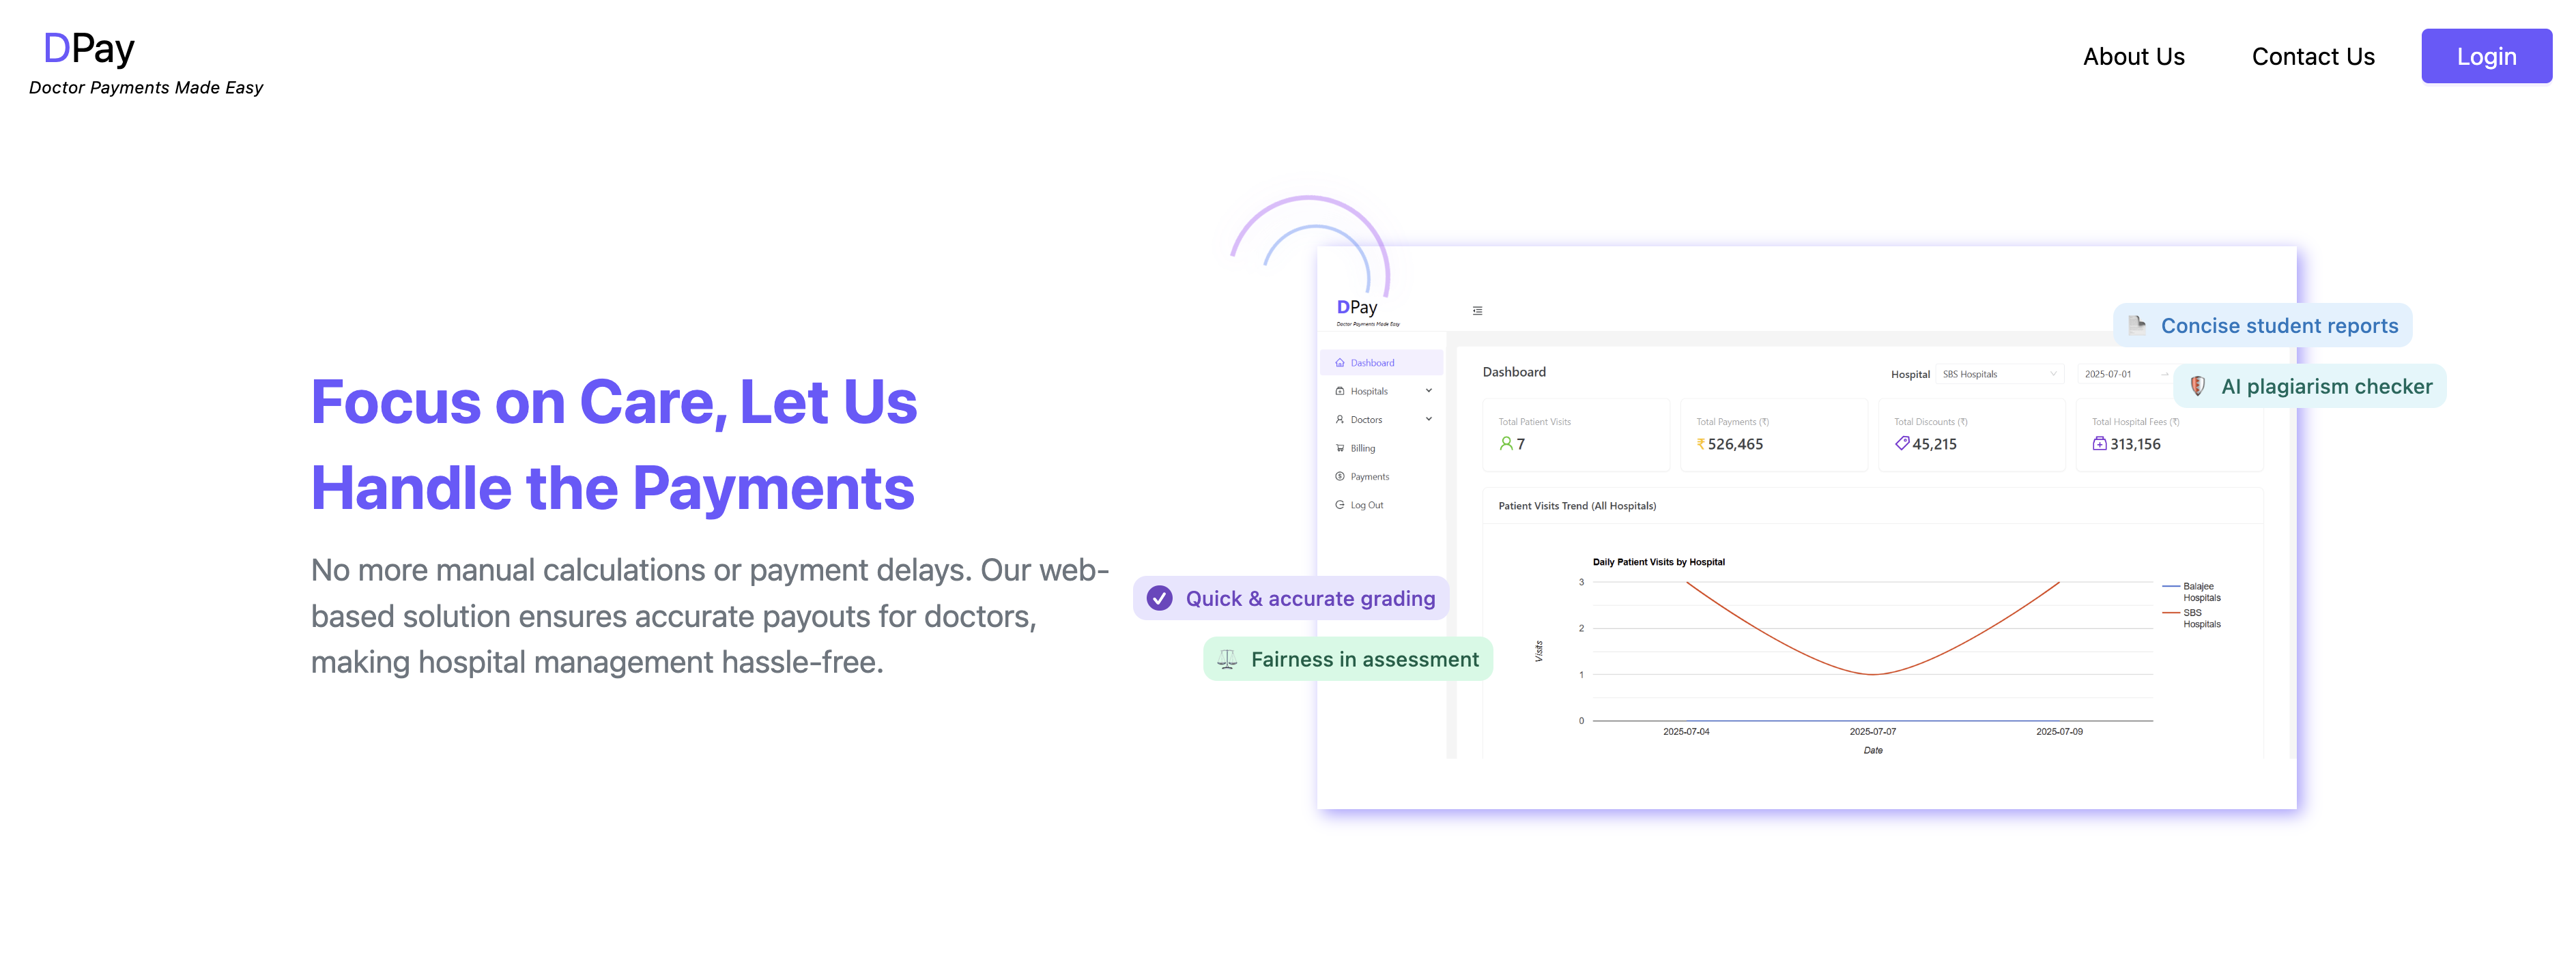 DPay
Doctor Payments Made Easy
About Us
Contact Us
Login
Focus on Care, Let Us
Handle the Payments
No more manual calculations or payment delays. Our web-
based solution ensures accurate payouts for doctors,
making hospital management hassle-free.
Quick & accurate grading
Fairness in assessment
Concise student reports
AI plagiarism checker
DPay
Doctor Payments Made Easy
Dashboard
Hospitals
Doctors
Billing
Payments
Log Out
Dashboard
Hospital
SBS Hospitals
2025-07-01
Total Patient Visits
7
Total Payments (₹)
₹ 526,465
Total Discounts (₹)
45,215
Total Hospital Fees (₹)
313,156
Patient Visits Trend (All Hospitals)
Daily Patient Visits by Hospital
3
2
1
0
Visits
2025-07-04
2025-07-07
2025-07-09
Date
Balajee
Hospitals
SBS
Hospitals